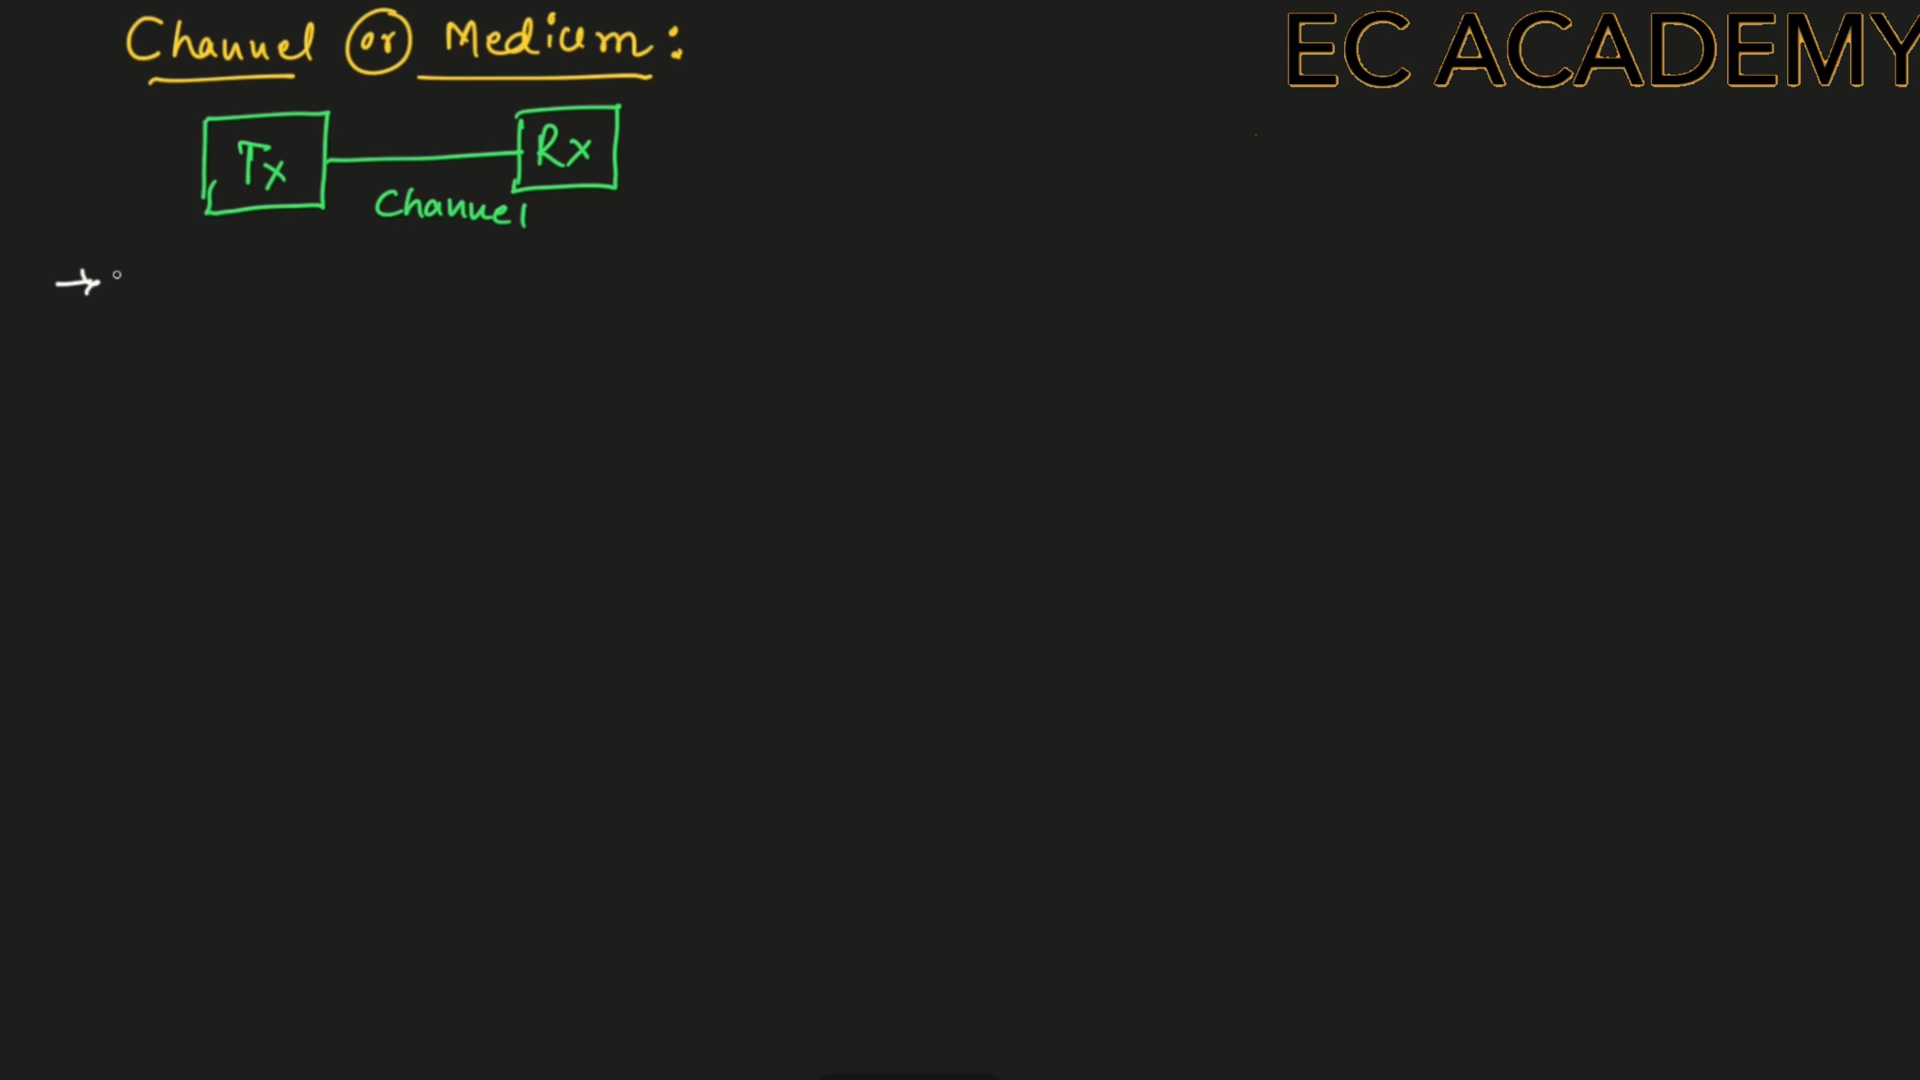 Channel or Medium :
EC ACADEMY
Tx
Rx
Channel
→